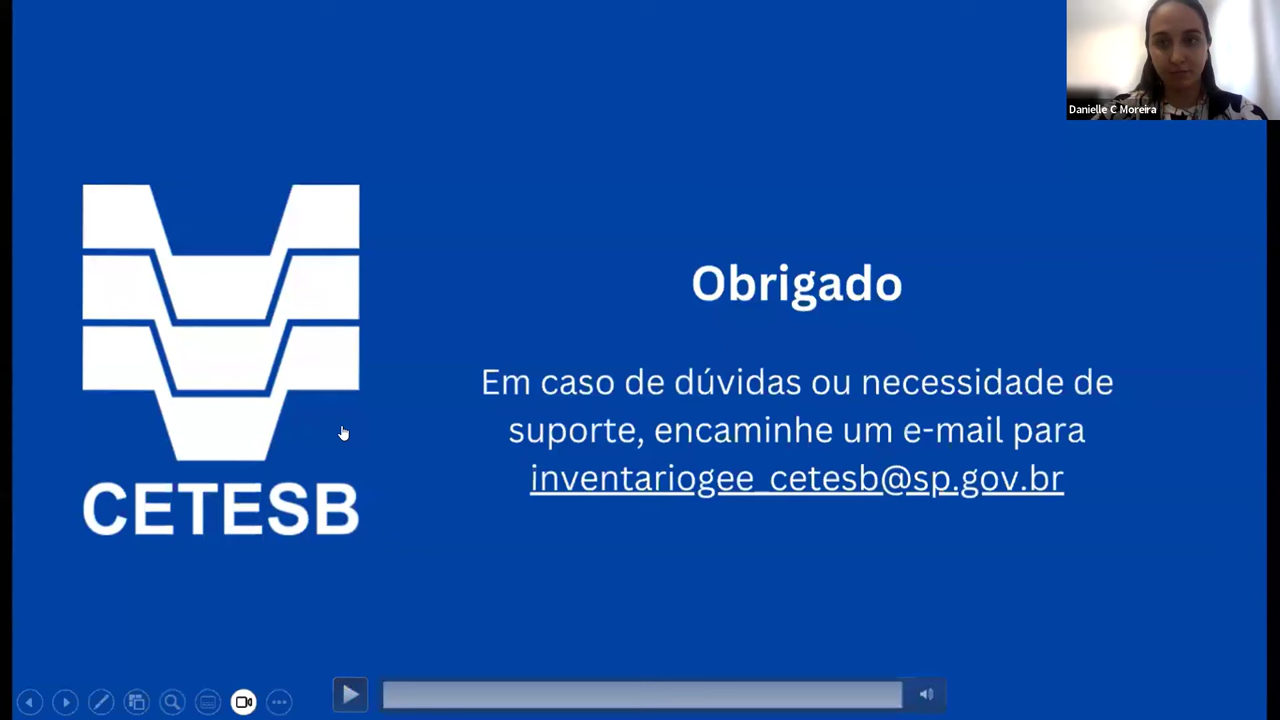 Danielle C Moreira
Obrigado
Em caso de dúvidas ou necessidade de
suporte, encaminhe um e-mail para
inventariogee_cetesb@sp.gov.br
CETESB